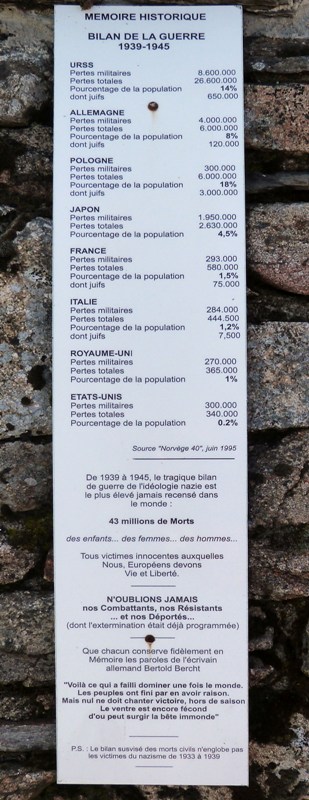 MEMOIRE HISTORIQUE
BILAN DE LA GUERRE
1939-1945
URSS
Pertes militaires 8.600.000
Pertes totales 26.600.000
Pourcentage de la population 14%
dont juifs 650.000
ALLEMAGNE
Pertes militaires 4.000.000
Pertes totales 6.000.000
Pourcentage de la population 8%
dont juifs 120.000
POLOGNE
Pertes militaires 300.000
Pertes totales 6.000.000
Pourcentage de la population 18%
dont juifs 3.000.000
JAPON
Pertes militaires 1.950.000
Pertes totales 2.630.000
Pourcentage de la population 4,5%
FRANCE
Pertes militaires 293.000
Pertes totales 580.000
Pourcentage de la population 1,5%
dont juifs 75.000
ITALIE
Pertes militaires 284.000
Pertes totales 444.500
Pourcentage de la population 1,2%
dont juifs 7,500
ROYAUME-UNI
Pertes militaires 270.000
Pertes totales 365.000
Pourcentage de la population 1%
ETATS-UNIS
Pertes militaires 300.000
Pertes totales 340.000
Pourcentage de la population 0.2%
Source "Norvège 40", juin 1995
De 1939 à 1945, le tragique bilan
de guerre de l'idéologie nazie est
le plus élevé jamais recensé dans
le monde :
43 millions de Morts
des enfants... des femmes... des hommes...
Tous victimes innocentes auxquelles
Nous, Européens devons
Vie et Liberté.
N'OUBLIONS JAMAIS
nos Combattants, nos Résistants
... et nos Déportés...
(dont l'extermination était déjà programmée)
Que chacun conserve fidèlement en
Mémoire les paroles de l'écrivain
allemand Bertold Bercht
"Voilà ce qui a failli dominer une fois le monde.
Les peuples ont fini par en avoir raison.
Mais nul ne doit chanter victoire, hors de saison
Le ventre est encore fécond
d'ou peut surgir la bête immonde"
P.S. : Le bilan susvisé des morts civils n'englobe pas
les victimes du nazisme de 1933 à 1939